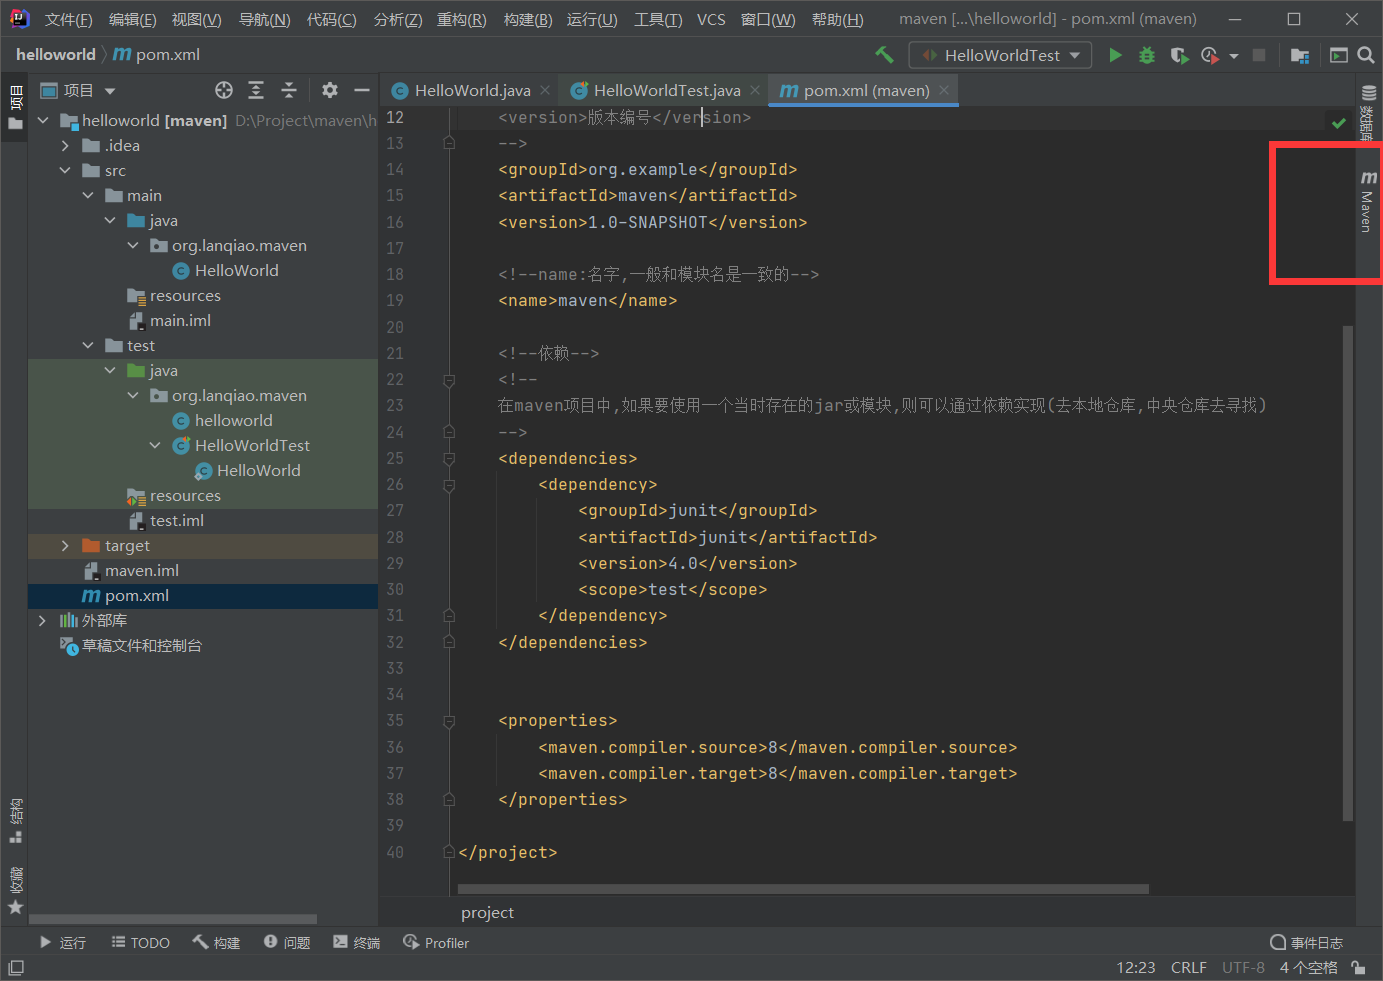 文件(F) 编辑(E) 视图(V) 导航(N) 代码(C) 分析(Z) 重构(R) 构建(B) 运行(U) 工具(T) VCS 窗口(W) 帮助(H) maven [...\helloworld] - pom.xml (maven)
helloworld pom.xml HelloWorldTest
项目
项目
HelloWorld.java HelloWorldTest.java pom.xml (maven)
数据库
Maven
helloworld [maven] D:\Project\maven\h
.idea
src
main
java
org.lanqiao.maven
HelloWorld
resources
main.iml
test
java
org.lanqiao.maven
helloworld
HelloWorldTest
HelloWorld
resources
test.iml
target
maven.iml
pom.xml
外部库
草稿文件和控制台
12 <version>版本编号</version>
13 -->
14 <groupId>org.example</groupId>
15 <artifactId>maven</artifactId>
16 <version>1.0-SNAPSHOT</version>
17
18 <!--name:名字,一般和模块名是一致的-->
19 <name>maven</name>
20
21 <!--依赖-->
22 <!--
23 在maven项目中,如果要使用一个当时存在的jar或模块,则可以通过依赖实现(去本地仓库,中央仓库去寻找)
24 -->
25 <dependencies>
26 <dependency>
27 <groupId>junit</groupId>
28 <artifactId>junit</artifactId>
29 <version>4.0</version>
30 <scope>test</scope>
31 </dependency>
32 </dependencies>
33
34
35 <properties>
36 <maven.compiler.source>8</maven.compiler.source>
37 <maven.compiler.target>8</maven.compiler.target>
38 </properties>
39
40 </project>
结构
收藏
project
运行 TODO 构建 问题 终端 Profiler 事件日志
12:23 CRLF UTF-8 4 个空格